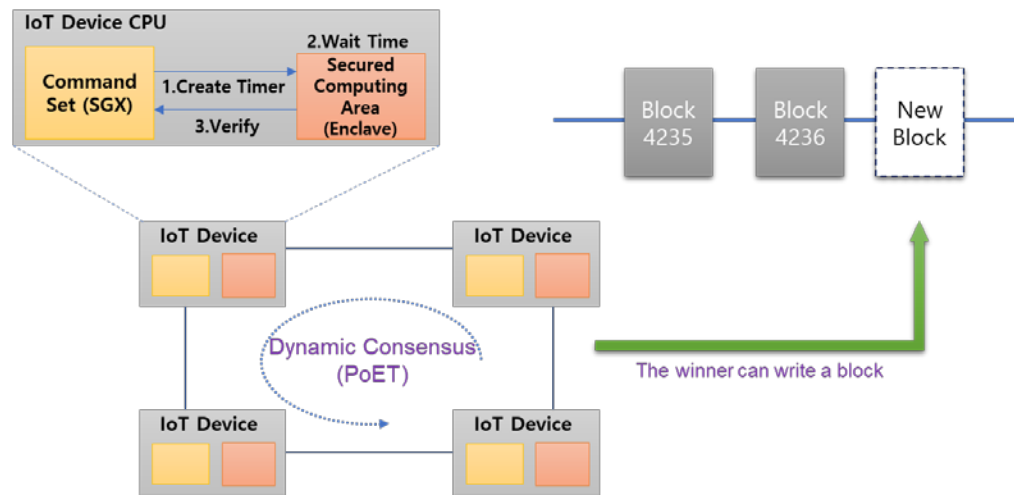 IoT Device CPU
Command
Set (SGX)
1.Create Timer
3.Verify
2.Wait Time
Secured
Computing
Area
(Enclave)
Block
4235
Block
4236
New
Block
IoT Device
IoT Device
Dynamic Consensus
(PoET)
The winner can write a block
IoT Device
IoT Device